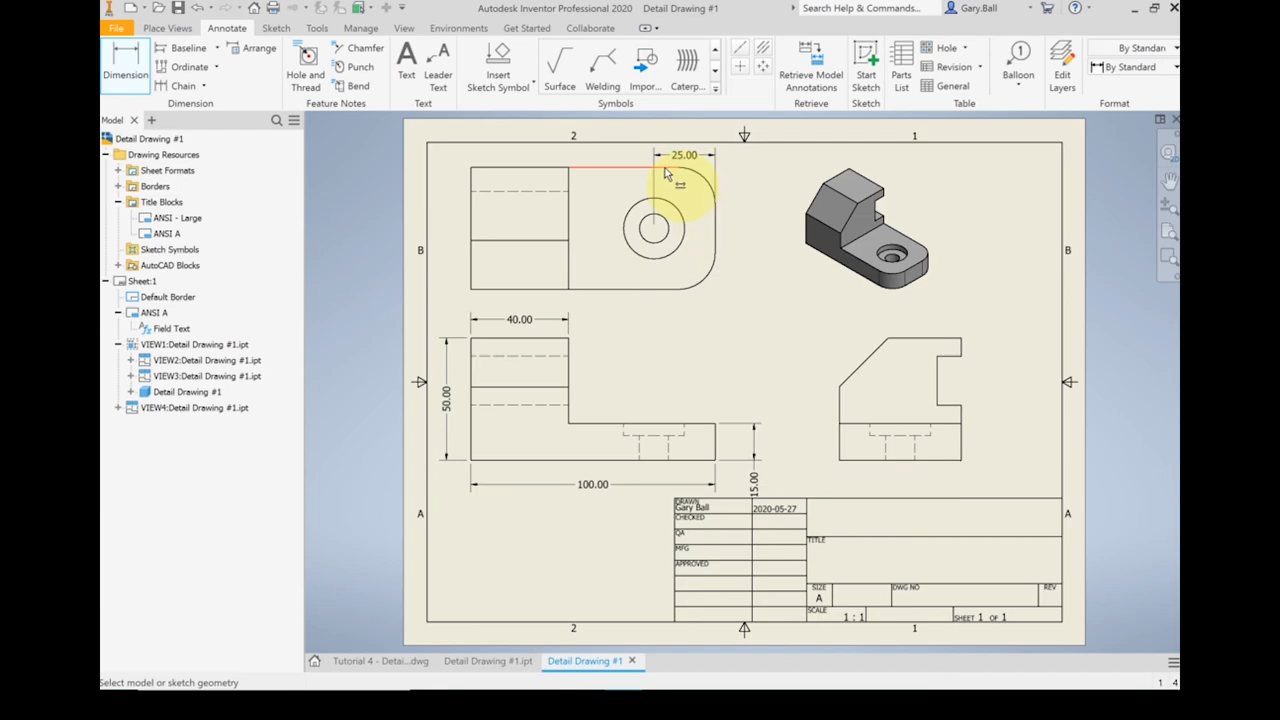 Autodesk Inventor Professional 2020 Detail Drawing #1
Search Help & Commands...
Gary.Ball
File Place Views Annotate Sketch Tools Manage View Environments Get Started Collaborate
Dimension
Baseline
Ordinate
Chain
Arrange
Dimension
Hole and Thread
Chamfer
Punch
Bend
Feature Notes
Text
Leader Text
Text
Insert Sketch Symbol
Surface
Welding
Impor...
Caterp...
Symbols
Retrieve Model Annotations
Retrieve
Start Sketch
Sketch
Parts List
Hole
Revision
General
Balloon
Table
Edit Layers
By Standan
By Standard
Format
Model
Detail Drawing #1
Drawing Resources
Sheet Formats
Borders
Title Blocks
ANSI - Large
ANSI A
Sketch Symbols
AutoCAD Blocks
Sheet:1
Default Border
ANSI A
Field Text
VIEW1:Detail Drawing #1.ipt
VIEW2:Detail Drawing #1.ipt
VIEW3:Detail Drawing #1.ipt
Detail Drawing #1
VIEW4:Detail Drawing #1.ipt
2 1
25.00
B B
40.00
50.00
15.00
100.00
A A
DRAWN
Gary Ball 2020-05-27
CHECKED
QA
MFG
APPROVED
TITLE
SIZE
A
DWG NO
REV
SCALE
1 : 1
SHEET 1 OF 1
2 1
Tutorial 4 - Detai...dwg Detail Drawing #1.ipt Detail Drawing #1
Select model or sketch geometry
1 4